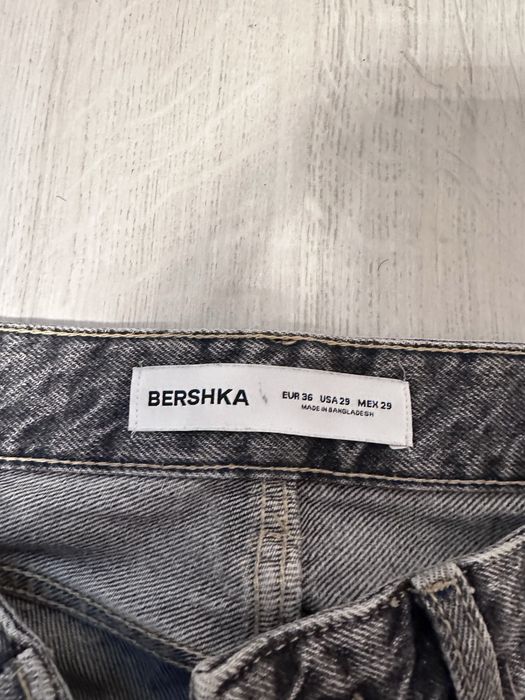 BERSHKA
EUR 36 USA 29 MEX 29
MADE IN BANGLADESH